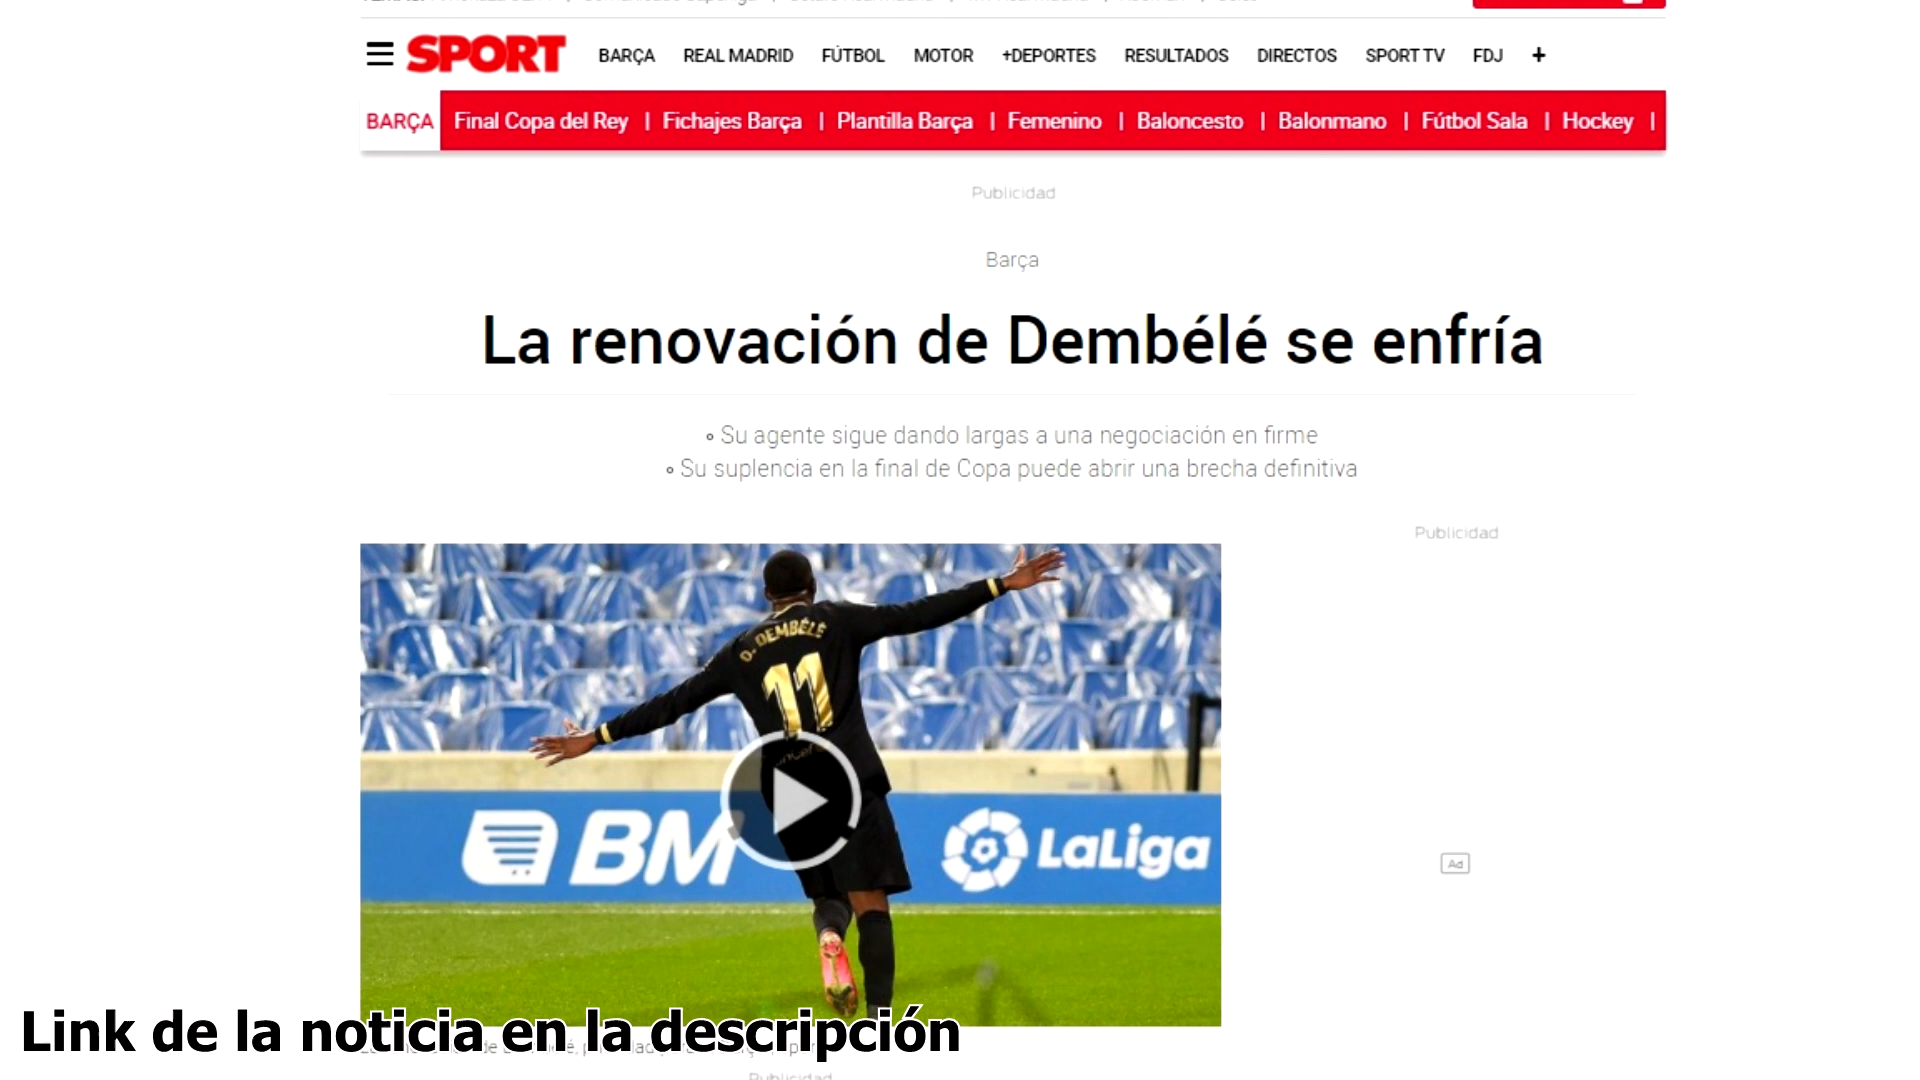 SPORT BARÇA REAL MADRID FÚTBOL MOTOR +DEPORTES RESULTADOS DIRECTOS SPORT TV FDJ +
BARÇA Final Copa del Rey | Fichajes Barça | Plantilla Barça | Femenino | Baloncesto | Balonmano | Fútbol Sala | Hockey |
Publicidad
Barça
La renovación de Dembélé se enfría
Su agente sigue dando largas a una negociación en firme
Su suplencia en la final de Copa puede abrir una brecha definitiva
Publicidad
O. DEMBÉLÉ
11
BM
LaLiga
Ad
Link de la noticia en la descripción
Publicidad